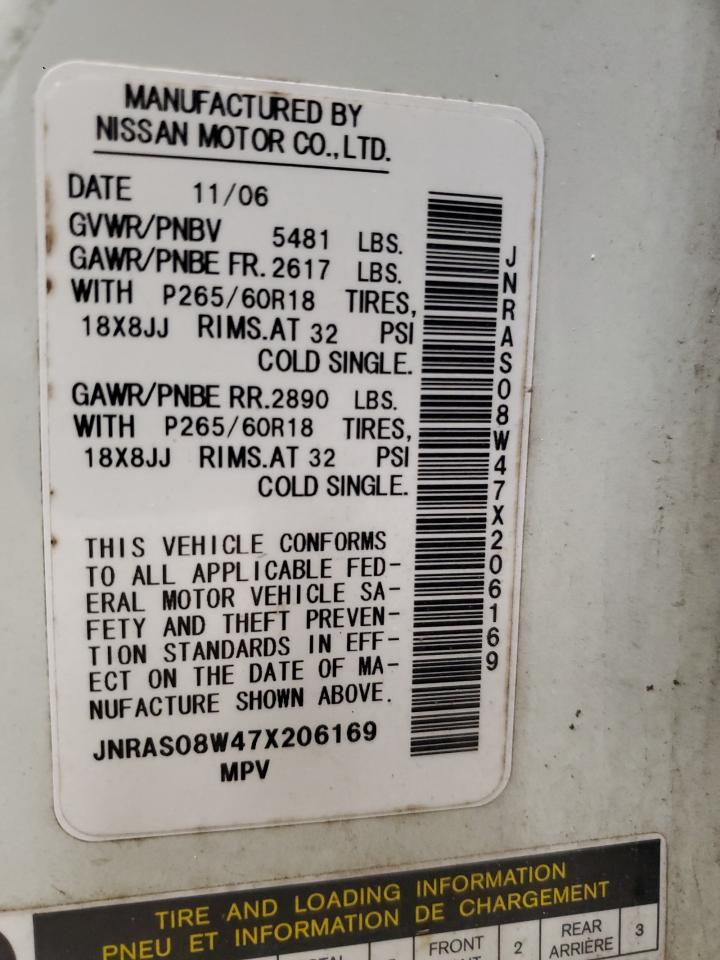 MANUFACTURED BY
NISSAN MOTOR CO.,LTD.
DATE 11/06
GVWR/PNBV 5481 LBS.
GAWR/PNBE FR.2617 LBS.
WITH P265/60R18 TIRES,
18X8JJ RIMS.AT 32 PSI
COLD SINGLE.
GAWR/PNBE RR.2890 LBS.
WITH P265/60R18 TIRES,
18X8JJ RIMS.AT 32 PSI
COLD SINGLE.
THIS VEHICLE CONFORMS
TO ALL APPLICABLE FED-
ERAL MOTOR VEHICLE SA-
FETY AND THEFT PREVEN-
TION STANDARDS IN EFF-
ECT ON THE DATE OF MA-
NUFACTURE SHOWN ABOVE.
JNRAS08W47X206169
MPV
JNRAS08W47X206169
TIRE AND LOADING INFORMATION
PNEU ET INFORMATION DE CHARGEMENT
FRONT 2 REAR 3
ARRIÈRE